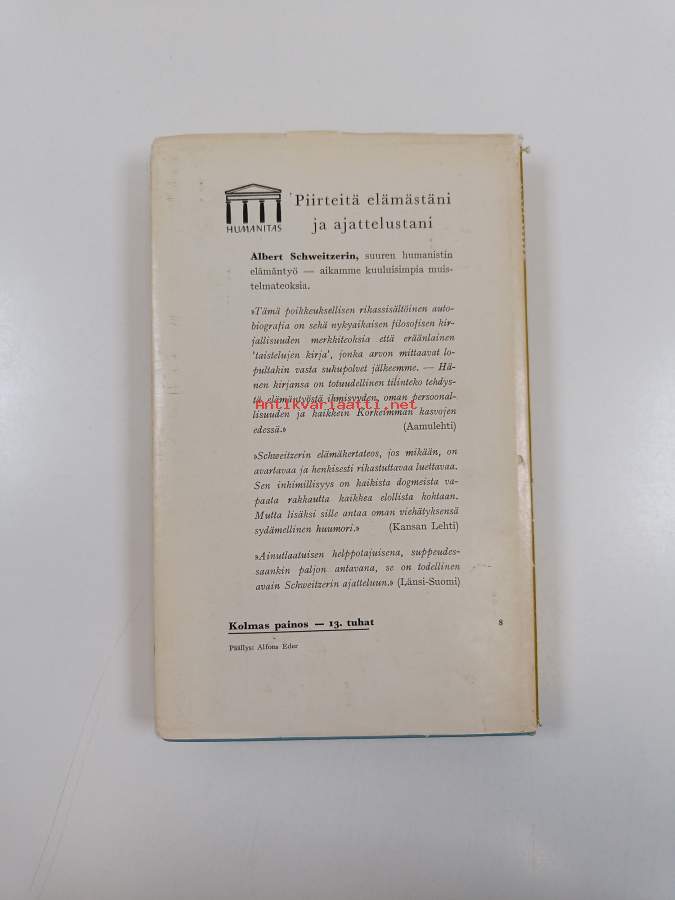 Piirteitä elämästäni
ja ajattelustani
HUMANITAS
Albert Schweitzerin, suuren humanistin
elämäntyö — aikamme kuuluisimpia muis-
telmateoksia.
»Tämä poikkeuksellisen rikassisältöinen auto-
biografia on sekä nykyaikaisen filosofisen kir-
jallisuuden merkkiteoksia että eräänlainen
'taistelujen kirja', jonka arvon mittaavat lo-
pultakin vasta sukupolvet jälkeemme. — Hä-
nen kirjansa on totuudellinen tilinteko tehdys-
tä elämäntyöstä ihmisyyden, oman persoonal-
Antikvariaatti.net
lisuuden ja kaikkein Korkeimman kasvojen
edessä.» (Aamulehti)
»Schweitzerin elämäkertateos, jos mikään, on
avartavaa ja henkisesti rikastuttavaa luettavaa.
Sen inhimillisyys on kaikista dogmeista va-
paata rakkautta kaikkea elollista kohtaan.
Mutta lisäksi sille antaa oman viehätyksensä
sydämellinen huumori.» (Kansan Lehti)
»Ainutlaatuisen helppotajuisena, suppeudes-
saankin paljon antavana, se on todellinen
avain Schweitzerin ajatteluun.» (Länsi-Suomi)
Kolmas painos — 13. tuhat 8
Päällys: Alfons Eder